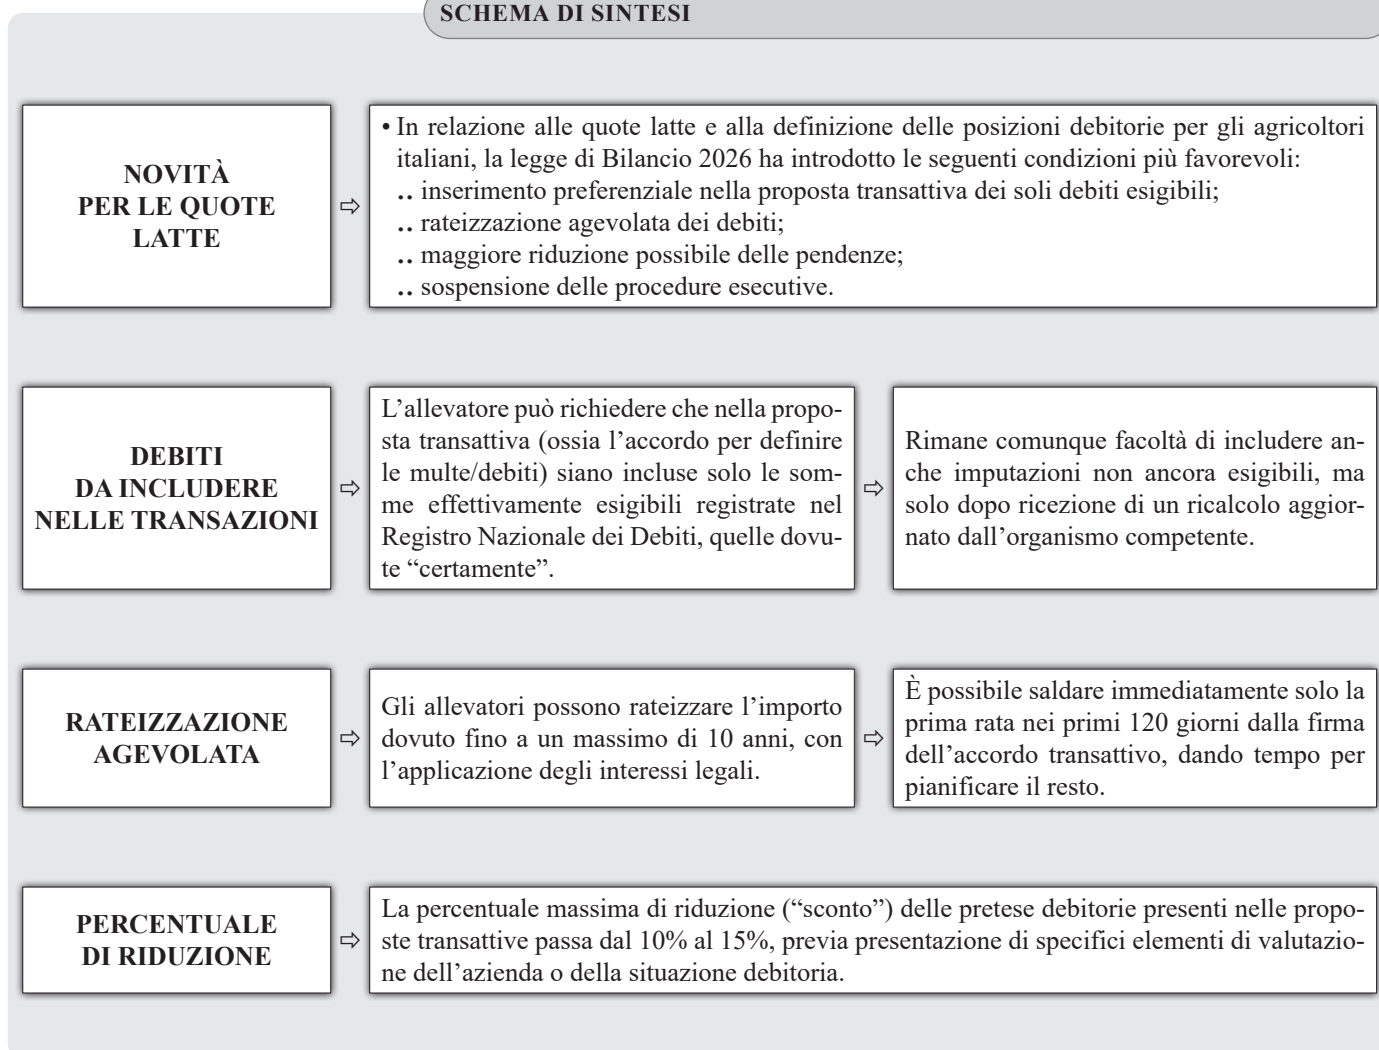 SCHEMA DI SINTESI
NOVITÀ
PER LE QUOTE
LATTE
⇨
• In relazione alle quote latte e alla definizione delle posizioni debitorie per gli agricoltori
italiani, la legge di Bilancio 2026 ha introdotto le seguenti condizioni più favorevoli:
.. inserimento preferenziale nella proposta transattiva dei soli debiti esigibili;
.. rateizzazione agevolata dei debiti;
.. maggiore riduzione possibile delle pendenze;
.. sospensione delle procedure esecutive.
DEBITI
DA INCLUDERE
NELLE TRANSAZIONI
⇨
L’allevatore può richiedere che nella propo-
sta transattiva (ossia l’accordo per definire
le multe/debiti) siano incluse solo le som-
me effettivamente esigibili registrate nel
Registro Nazionale dei Debiti, quelle dovu-
te “certamente”.
⇨
Rimane comunque facoltà di includere an-
che imputazioni non ancora esigibili, ma
solo dopo ricezione di un ricalcolo aggior-
nato dall’organismo competente.
RATEIZZAZIONE
AGEVOLATA
⇨
Gli allevatori possono rateizzare l’importo
dovuto fino a un massimo di 10 anni, con
l’applicazione degli interessi legali.
⇨
È possibile saldare immediatamente solo la
prima rata nei primi 120 giorni dalla firma
dell’accordo transattivo, dando tempo per
pianificare il resto.
PERCENTUALE
DI RIDUZIONE
⇨
La percentuale massima di riduzione (“sconto”) delle pretese debitorie presenti nelle propo-
ste transattive passa dal 10% al 15%, previa presentazione di specifici elementi di valutazio-
ne dell’azienda o della situazione debitoria.